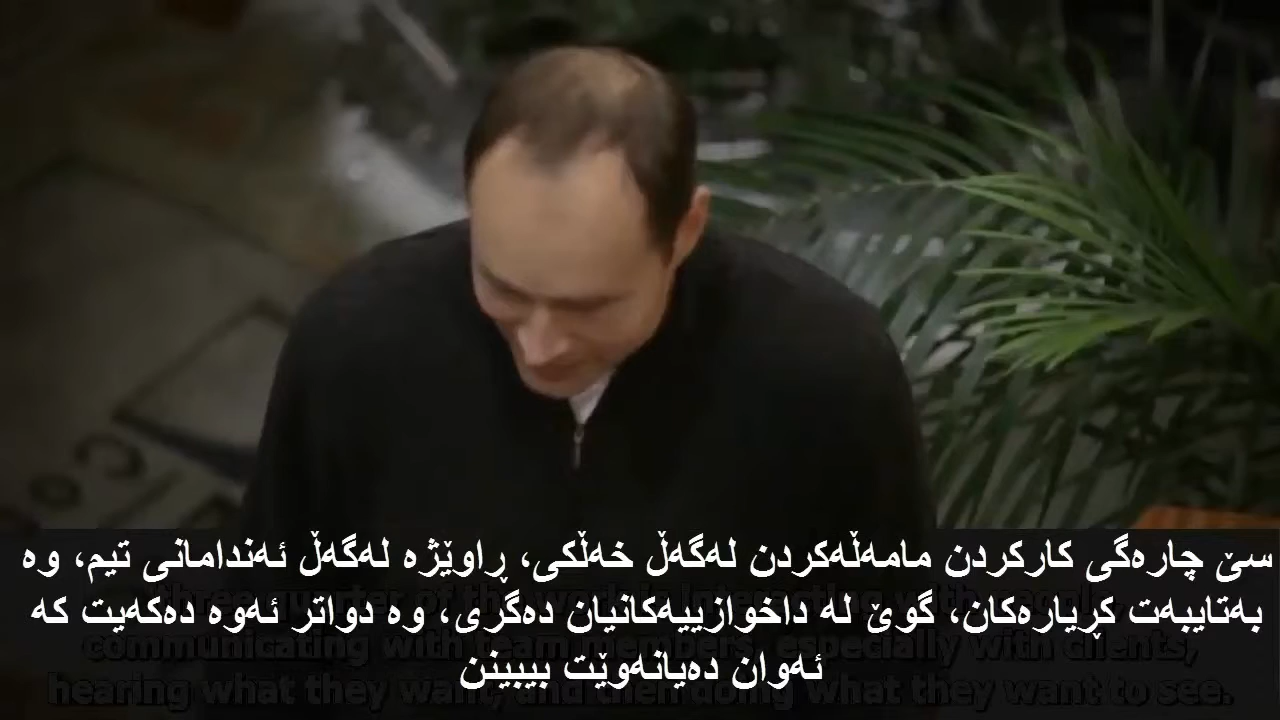 سێ چارەگی کارکردن مامەڵەکردن لەگەڵ خەڵکی، ڕاوێژە لەگەڵ ئەندامانی تیم، وە
بەتایبەت کڕیارەکان، گوێ لە داخوازییەکانیان دەگری، وە دواتر ئەوە دەکەیت کە
ئەوان دەیانەوێت بیبینن
communicating with team members, especially with clients,
hearing what they want, and then doing what they want to see.